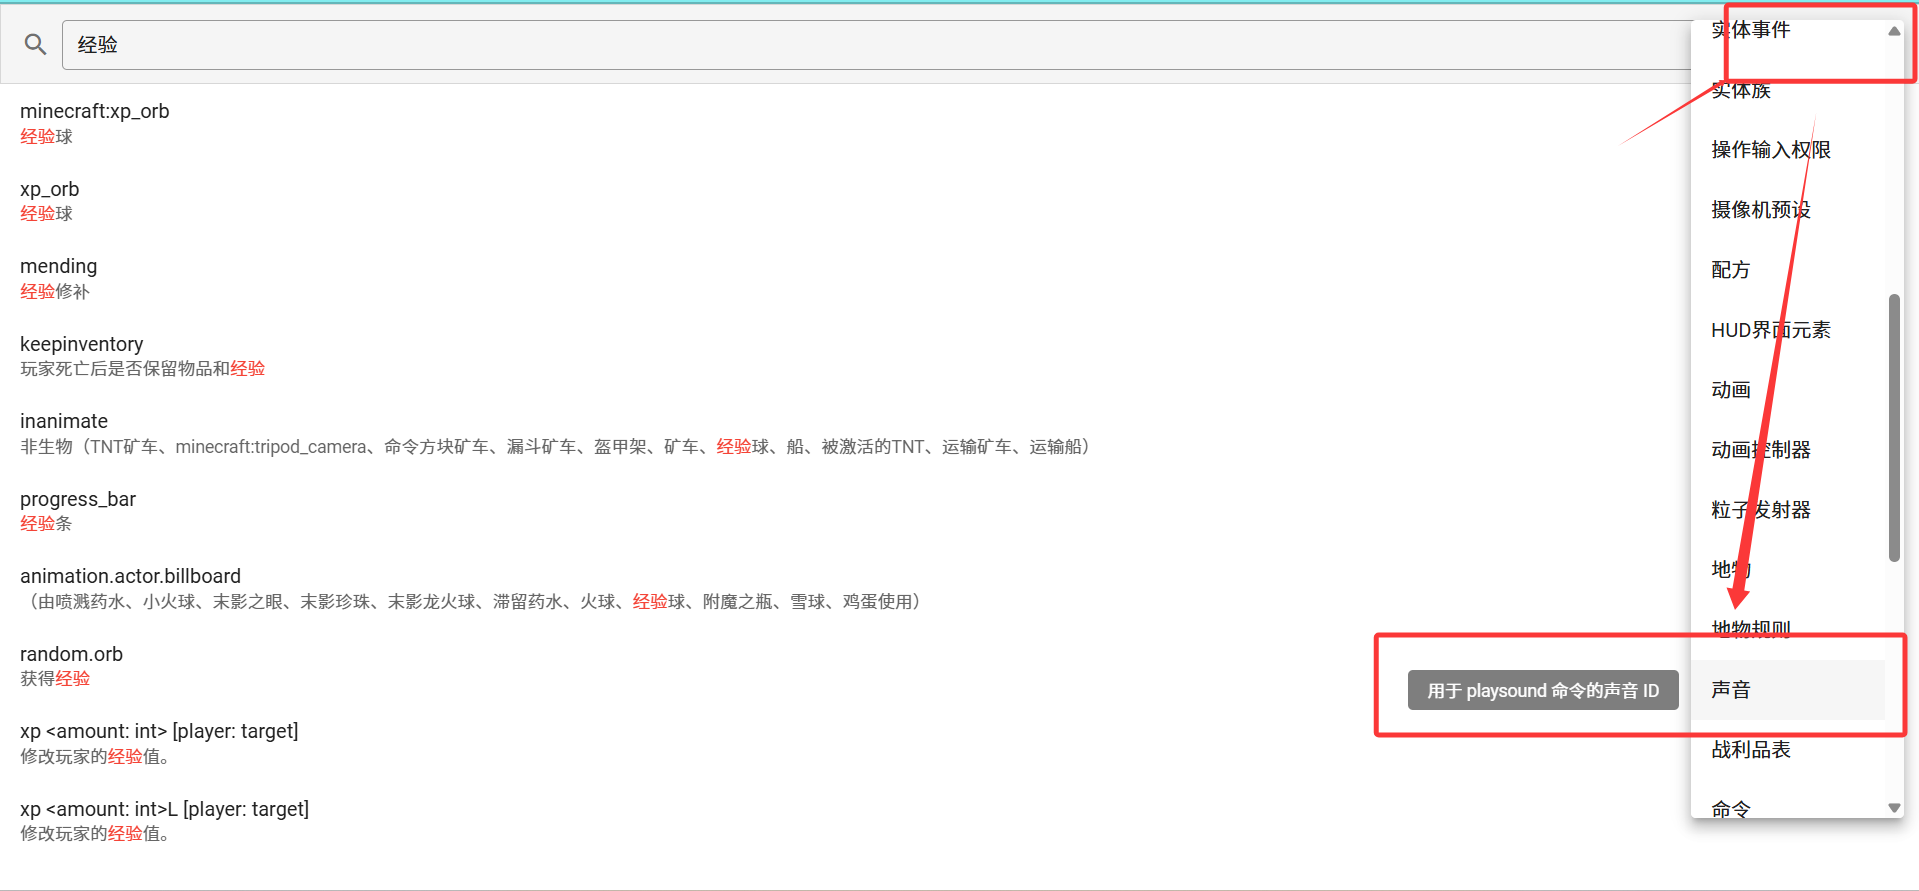 经验
minecraft:xp_orb
经验球
xp_orb
经验球
mending
经验修补
keepinventory
玩家死亡后是否保留物品和经验
inanimate
非生物（TNT矿车、minecraft:tripod_camera、命令方块矿车、漏斗矿车、盔甲架、矿车、经验球、船、被激活的TNT、运输矿车、运输船）
progress_bar
经验条
animation.actor.billboard
（由喷溅药水、小火球、末影之眼、末影珍珠、末影龙火球、滞留药水、火球、经验球、附魔之瓶、雪球、鸡蛋使用）
random.orb
获得经验
xp <amount: int> [player: target]
修改玩家的经验值。
xp <amount: int>L [player: target]
修改玩家的经验值。
实体事件
实体族
操作输入权限
摄像机预设
配方
HUD界面元素
动画
动画控制器
粒子发射器
地物
地物规则
用于 playsound 命令的声音 ID
声音
战利品表
命令